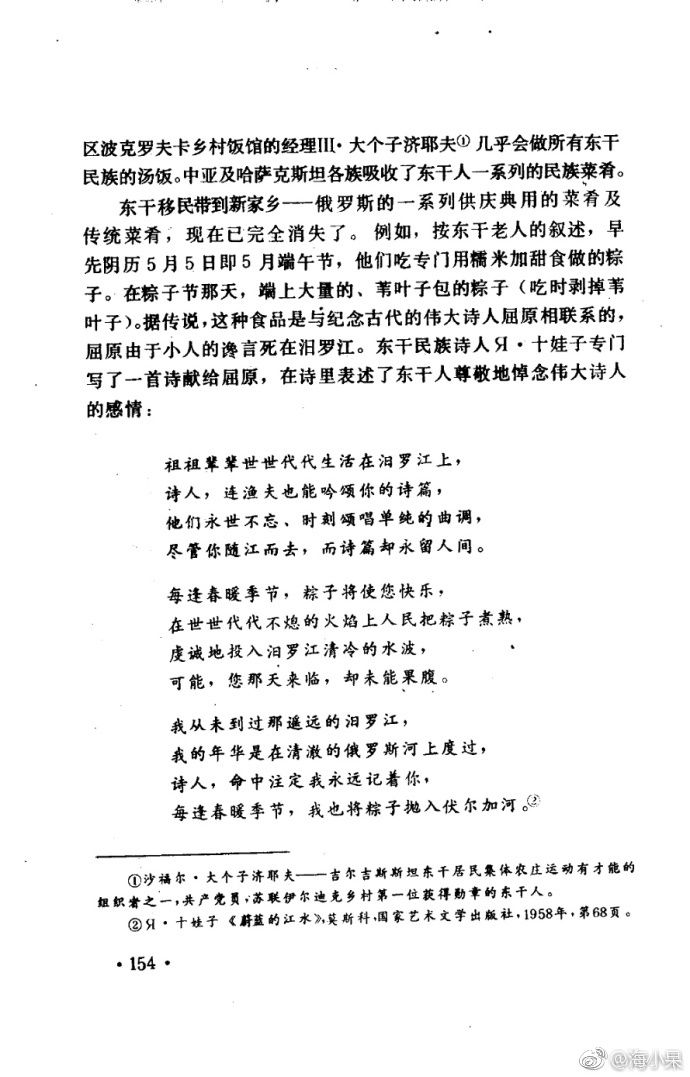 区波克罗夫卡乡村饭馆的经理III·大个子济耶夫① 几乎会做所有东干
民族的汤饭。中亚及哈萨克斯坦各族吸收了东干人一系列的民族菜肴。
东干移民带到新家乡——俄罗斯的一系列供庆典用的菜肴及
传统菜肴，现在已完全消失了。例如，按东干老人的叙述，早
先阴历5月5日即5月端午节，他们吃专门用糯米加甜食做的粽
子。在粽子节那天，端上大量的、苇叶子包的粽子（吃时剥掉苇
叶子）。据传说，这种食品是与纪念古代的伟大诗人屈原相联系的，
屈原由于小人的谗言死在汨罗江。东干民族诗人Я·十娃子专门
写了一首诗献给屈原，在诗里表述了东干人尊敬地悼念伟大诗人
的感情：
祖祖辈辈世世代代生活在汨罗江上，
诗人，连渔夫也能吟颂你的诗篇，
他们永世不忘、时刻颂唱单纯的曲调，
尽管你随江而去，而诗篇却永留人间。
每逢春暖季节，粽子将使您快乐，
在世世代代不熄的火焰上人民把粽子煮熟，
虔诚地投入汨罗江清冷的水波，
可能，您那天来临，却未能果腹。
我从未到过那遥远的汨罗江，
我的年华是在清澈的俄罗斯河上度过，
诗人，命中注定我永远记着你，
每逢春暖季节，我也将粽子抛入伏尔加河。②
①沙福尔·大个子济耶夫——吉尔吉斯斯坦东干居民集体农庄运动有才能的
组织者之一，共产党员，苏联伊尔迪克乡村第一位获得勋章的东干人。
②Я·十娃子《蔚蓝的江水》，莫斯科，国家艺术文学出版社，1958年，第68页。
·154·
@海小杲